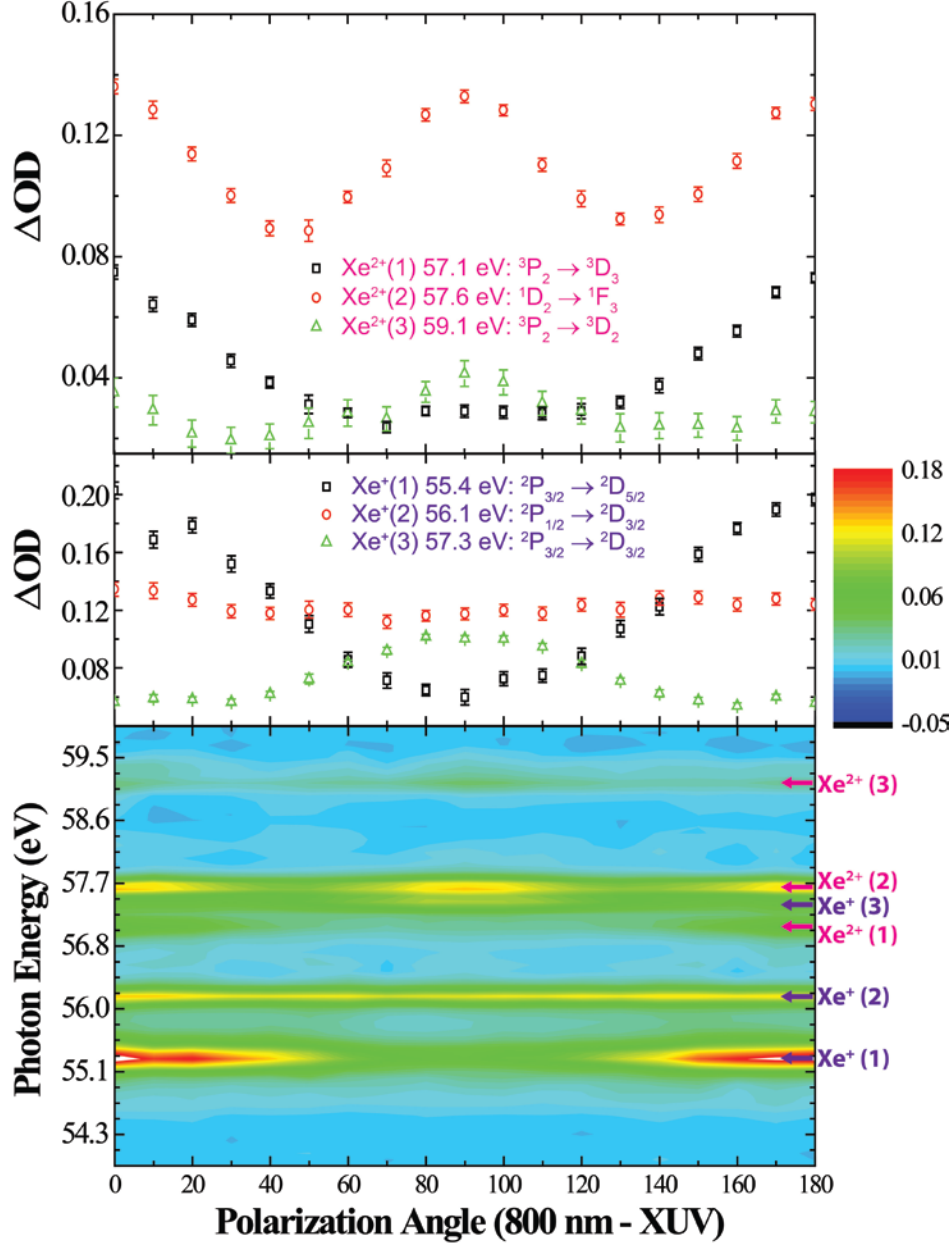 0.16
0.12
0.08
0.04
ΔOD
Xe²⁺(1) 57.1 eV: ³P₂ → ³D₃
Xe²⁺(2) 57.6 eV: ¹D₂ → ¹F₃
Xe²⁺(3) 59.1 eV: ³P₂ → ³D₂
0.20
0.16
0.12
0.08
ΔOD
Xe⁺(1) 55.4 eV: ²P₃/₂ → ²D₅/₂
Xe⁺(2) 56.1 eV: ²P₁/₂ → ²D₃/₂
Xe⁺(3) 57.3 eV: ²P₃/₂ → ²D₃/₂
0.18
0.12
0.06
0.01
-0.05
59.5
58.6
57.7
56.8
56.0
55.1
54.3
Photon Energy (eV)
Xe²⁺ (3)
Xe²⁺ (2)
Xe⁺ (3)
Xe²⁺ (1)
Xe⁺ (2)
Xe⁺ (1)
0 20 40 60 80 100 120 140 160 180
Polarization Angle (800 nm - XUV)